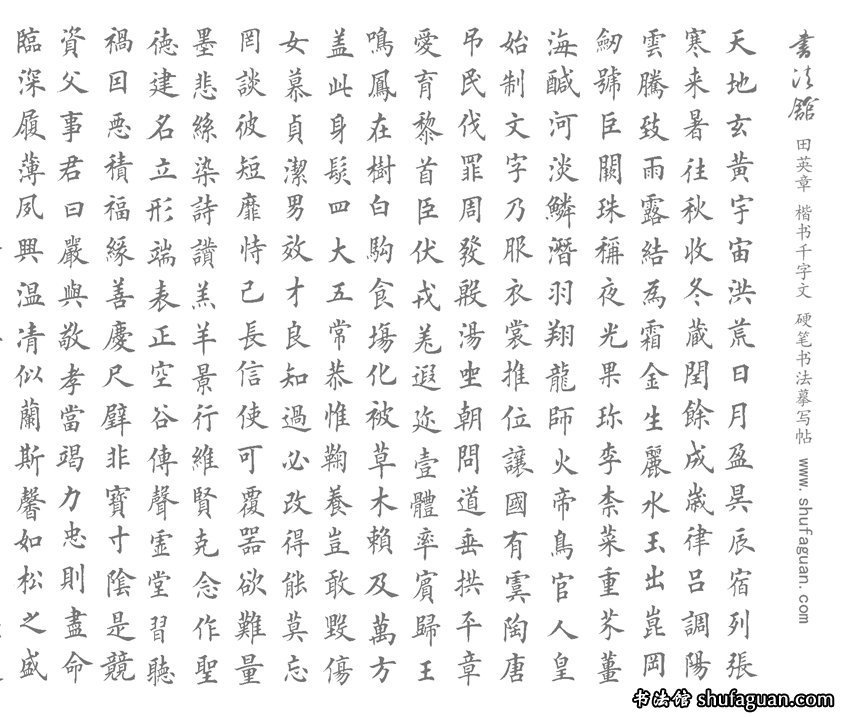 书法館 田英章 楷书千字文 硬笔书法摹写帖 www.shufaguan.com
天地玄黃宇宙洪荒日月盈昃辰宿列張
寒来暑往秋收冬蔵閏餘成歳律吕調陽
雲騰致雨露結為霜金生麗水玉出崑岡
劒號巨闕珠稱夜光果珎李柰菜重芥薑
海醎河淡鱗潛羽翔龍師火帝鳥官人皇
始制文字乃服衣裳推位讓國有虞陶唐
吊民伐罪周發殷湯坐朝問道垂拱平章
愛育黎首臣伏戎羌遐迩壹體率賓歸王
鳴鳳在樹白駒食塲化被草木賴及萬方
盖此身髮四大五常恭惟鞠養豈敢毀傷
女慕貞潔男效才良知過必改得能莫忘
罔談彼短靡恃己長信使可覆器欲難量
墨悲絲染詩讃羔羊景行維賢克念作聖
徳建名立形端表正空谷傳聲虛堂習聽
禍因惡積福緣善慶尺璧非寶寸陰是競
資父事君曰嚴與敬孝當竭力忠則盡命
臨深履薄夙興温凊似蘭斯馨如松之盛
书法馆 shufaguan.com